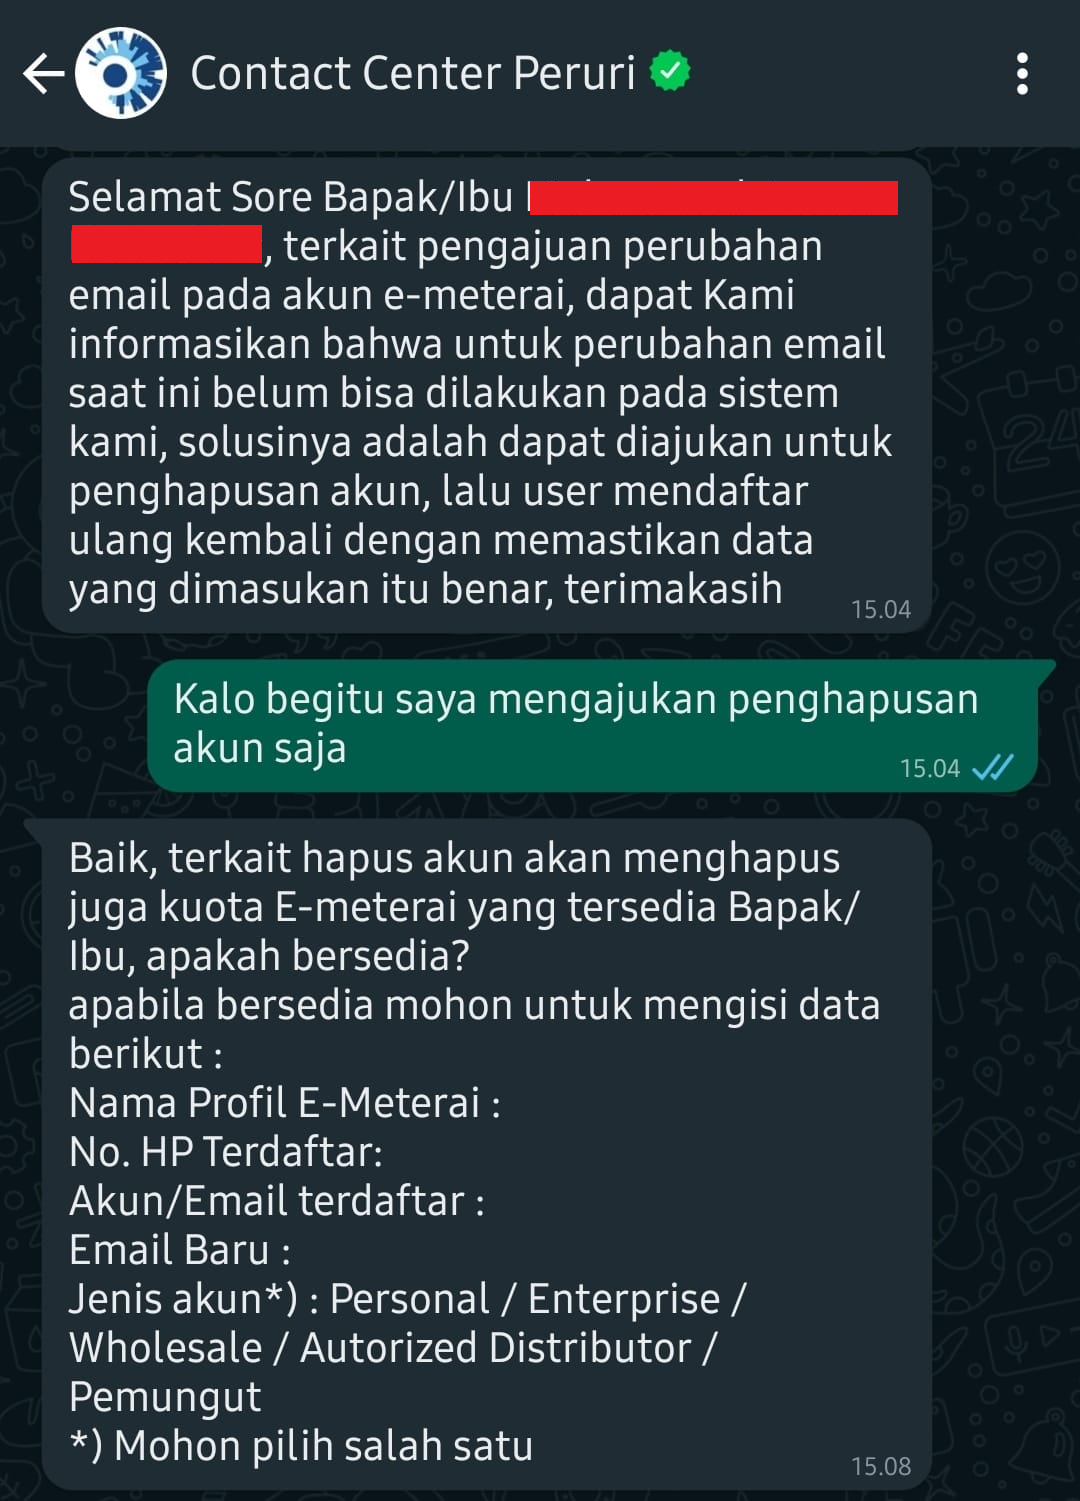 Contact Center Peruri
Selamat Sore Bapak/Ibu
, terkait pengajuan perubahan
email pada akun e-meterai, dapat Kami
informasikan bahwa untuk perubahan email
saat ini belum bisa dilakukan pada sistem
kami, solusinya adalah dapat diajukan untuk
penghapusan akun, lalu user mendaftar
ulang kembali dengan memastikan data
yang dimasukan itu benar, terimakasih
15.04
Kalo begitu saya mengajukan penghapusan
akun saja
15.04
Baik, terkait hapus akun akan menghapus
juga kuota E-meterai yang tersedia Bapak/
Ibu, apakah bersedia?
apabila bersedia mohon untuk mengisi data
berikut :
Nama Profil E-Meterai :
No. HP Terdaftar:
Akun/Email terdaftar :
Email Baru :
Jenis akun*) : Personal / Enterprise /
Wholesale / Autorized Distributor /
Pemungut
*) Mohon pilih salah satu
15.08